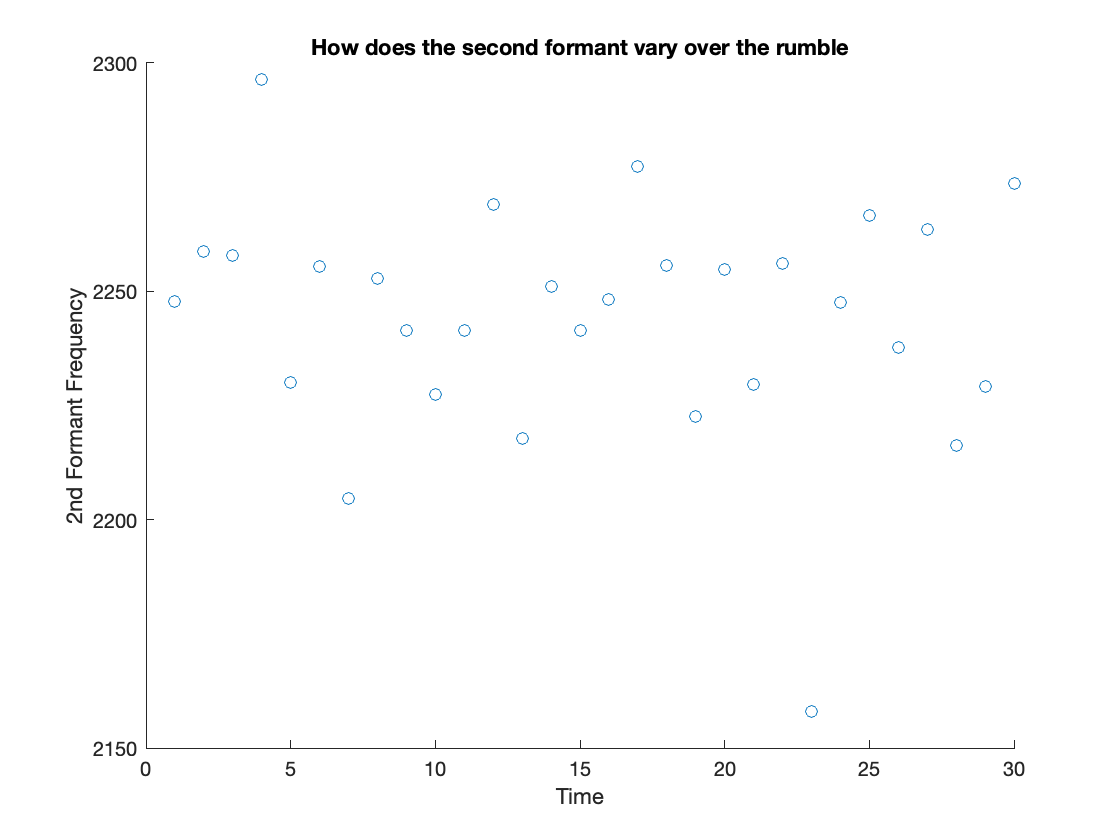 How does the second formant vary over the rumble
2300
2250
2200
2150
2nd Formant Frequency
0 5 10 15 20 25 30
Time